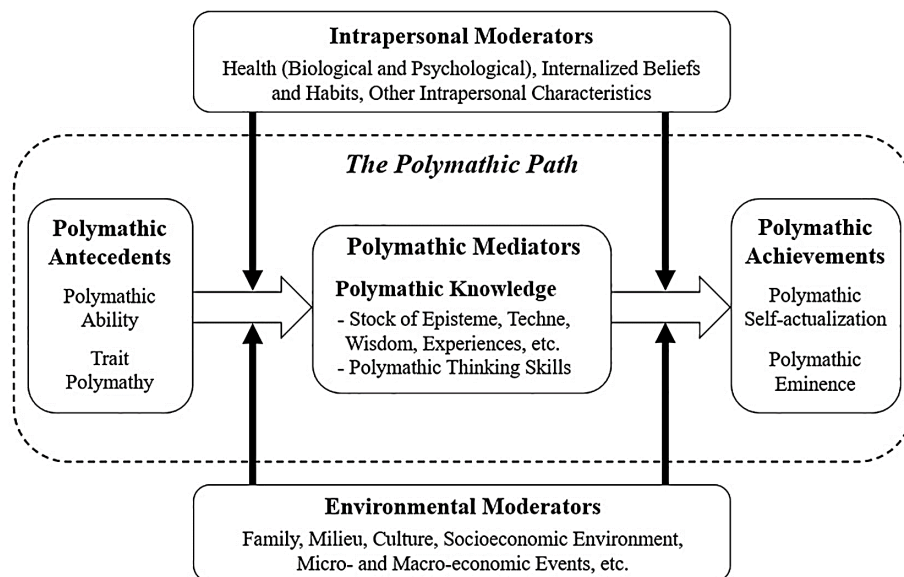 Intrapersonal Moderators
Health (Biological and Psychological), Internalized Beliefs
and Habits, Other Intrapersonal Characteristics
The Polymathic Path
Polymathic
Antecedents
Polymathic
Ability
Trait
Polymathy
Polymathic Mediators
Polymathic Knowledge
- Stock of Episteme, Techne,
Wisdom, Experiences, etc.
- Polymathic Thinking Skills
Polymathic
Achievements
Polymathic
Self-actualization
Polymathic
Eminence
Environmental Moderators
Family, Milieu, Culture, Socioeconomic Environment,
Micro- and Macro-economic Events, etc.